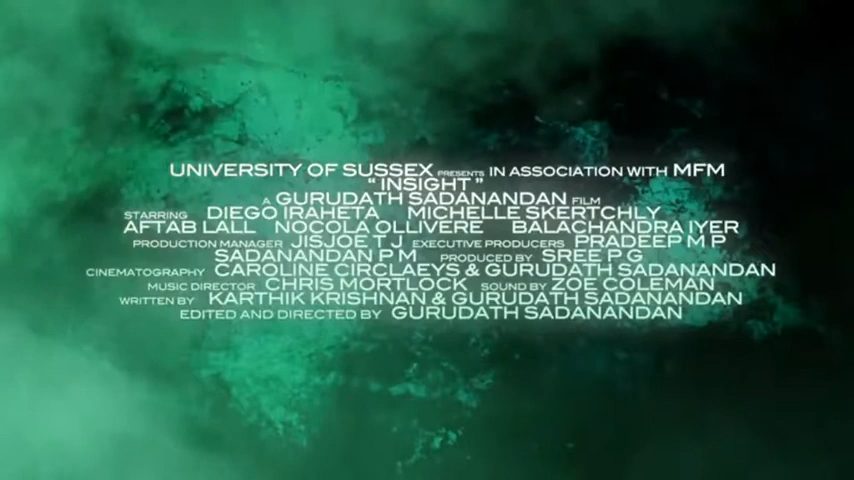 UNIVERSITY OF SUSSEX PRESENTS IN ASSOCIATION WITH MFM
"INSIGHT"
A GURUDATH SADANANDAN FILM
STARRING DIEGO IRAHETA MICHELLE SKERTCHLY
AFTAB LALL NOCOLA OLLIVERE BALACHANDRA IYER
PRODUCTION MANAGER JISJOE T J EXECUTIVE PRODUCERS PRADEEP M P
SADANANDAN P M PRODUCED BY SREE P G
CINEMATOGRAPHY CAROLINE CIRCLAEYS & GURUDATH SADANANDAN
MUSIC DIRECTOR CHRIS MORTLOCK SOUND BY ZOE COLEMAN
WRITTEN BY KARTHIK KRISHNAN & GURUDATH SADANANDAN
EDITED AND DIRECTED BY GURUDATH SADANANDAN